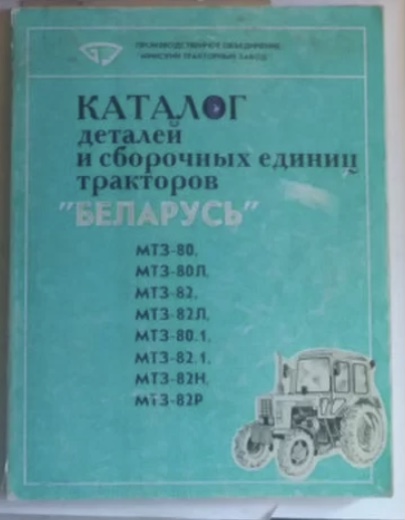 ПРОИЗВОДСТВЕННОЕ ОБЪЕДИНЕНИЕ
МИНСКИЙ ТРАКТОРНЫЙ ЗАВОД
КАТАЛОГ
деталей
и сборочных единиц
тракторов
"БЕЛАРУСЬ"
МТЗ-80,
МТЗ-80Л,
МТЗ-82,
МТЗ-82Л,
МТЗ-80.1,
МТЗ-82.1,
МТЗ-82Н,
МТЗ-82Р